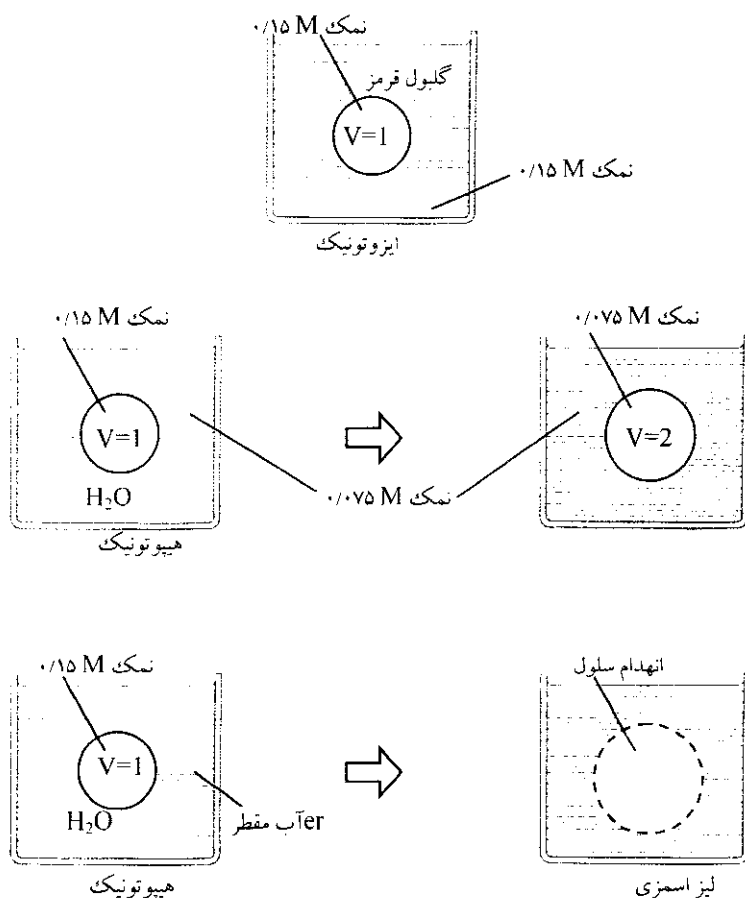 نمک ۰/۱۵ M
گلبول قرمز
V=1
نمک ۰/۱۵ M
ایزوتونیک
نمک ۰/۱۵ M
نمک ۰/۰۷۵ M
V=1
V=2
H₂O
نمک ۰/۰۷۵ M
هیپوتونیک
نمک ۰/۱۵ M
انهدام سلول
V=1
H₂O
آب مقطرer
هیپوتونیک
لیز اسمزی